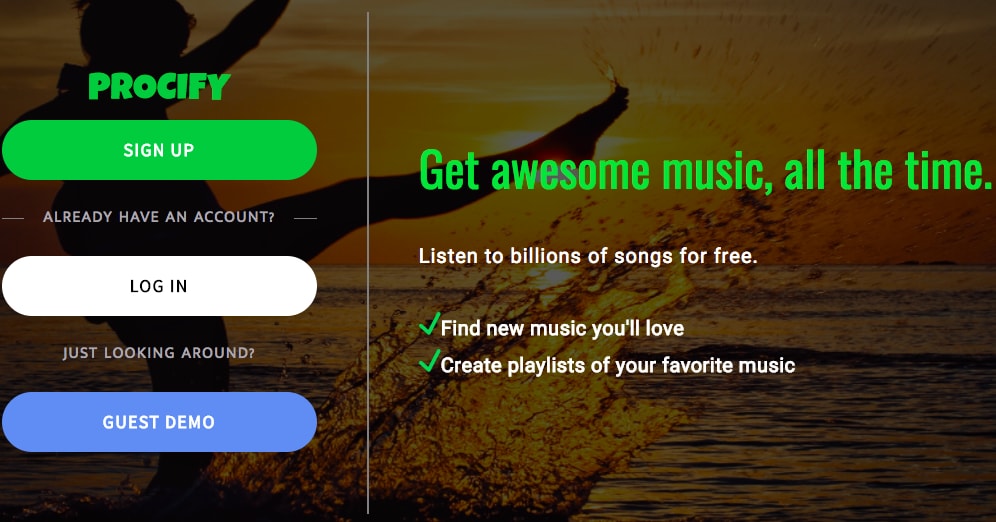 PROCIFY
SIGN UP
ALREADY HAVE AN ACCOUNT?
LOG IN
JUST LOOKING AROUND?
GUEST DEMO
Get awesome music, all the time.
Listen to billions of songs for free.
Find new music you'll love
Create playlists of your favorite music